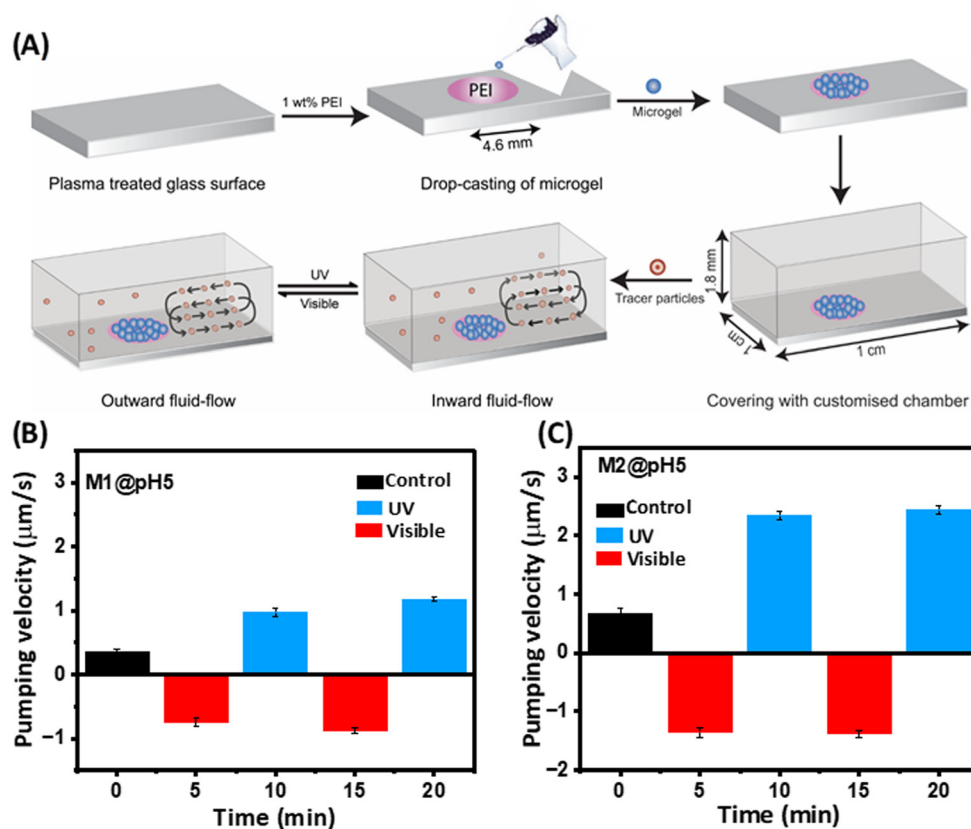 (A)
1 wt% PEI
PEI
Microgel
4.6 mm
Plasma treated glass surface
Drop-casting of microgel
UV
Visible
Tracer particles
1.8 mm
1 cm
1 cm
Outward fluid-flow
Inward fluid-flow
Covering with customised chamber
(B)
M1@pH5
Control
UV
Visible
Pumping velocity (μm/s)
3
2
1
0
−1
0 5 10 15 20
Time (min)
(C)
M2@pH5
Control
UV
Visible
Pumping velocity (μm/s)
3
2
1
0
−1
−2
0 5 10 15 20
Time (min)